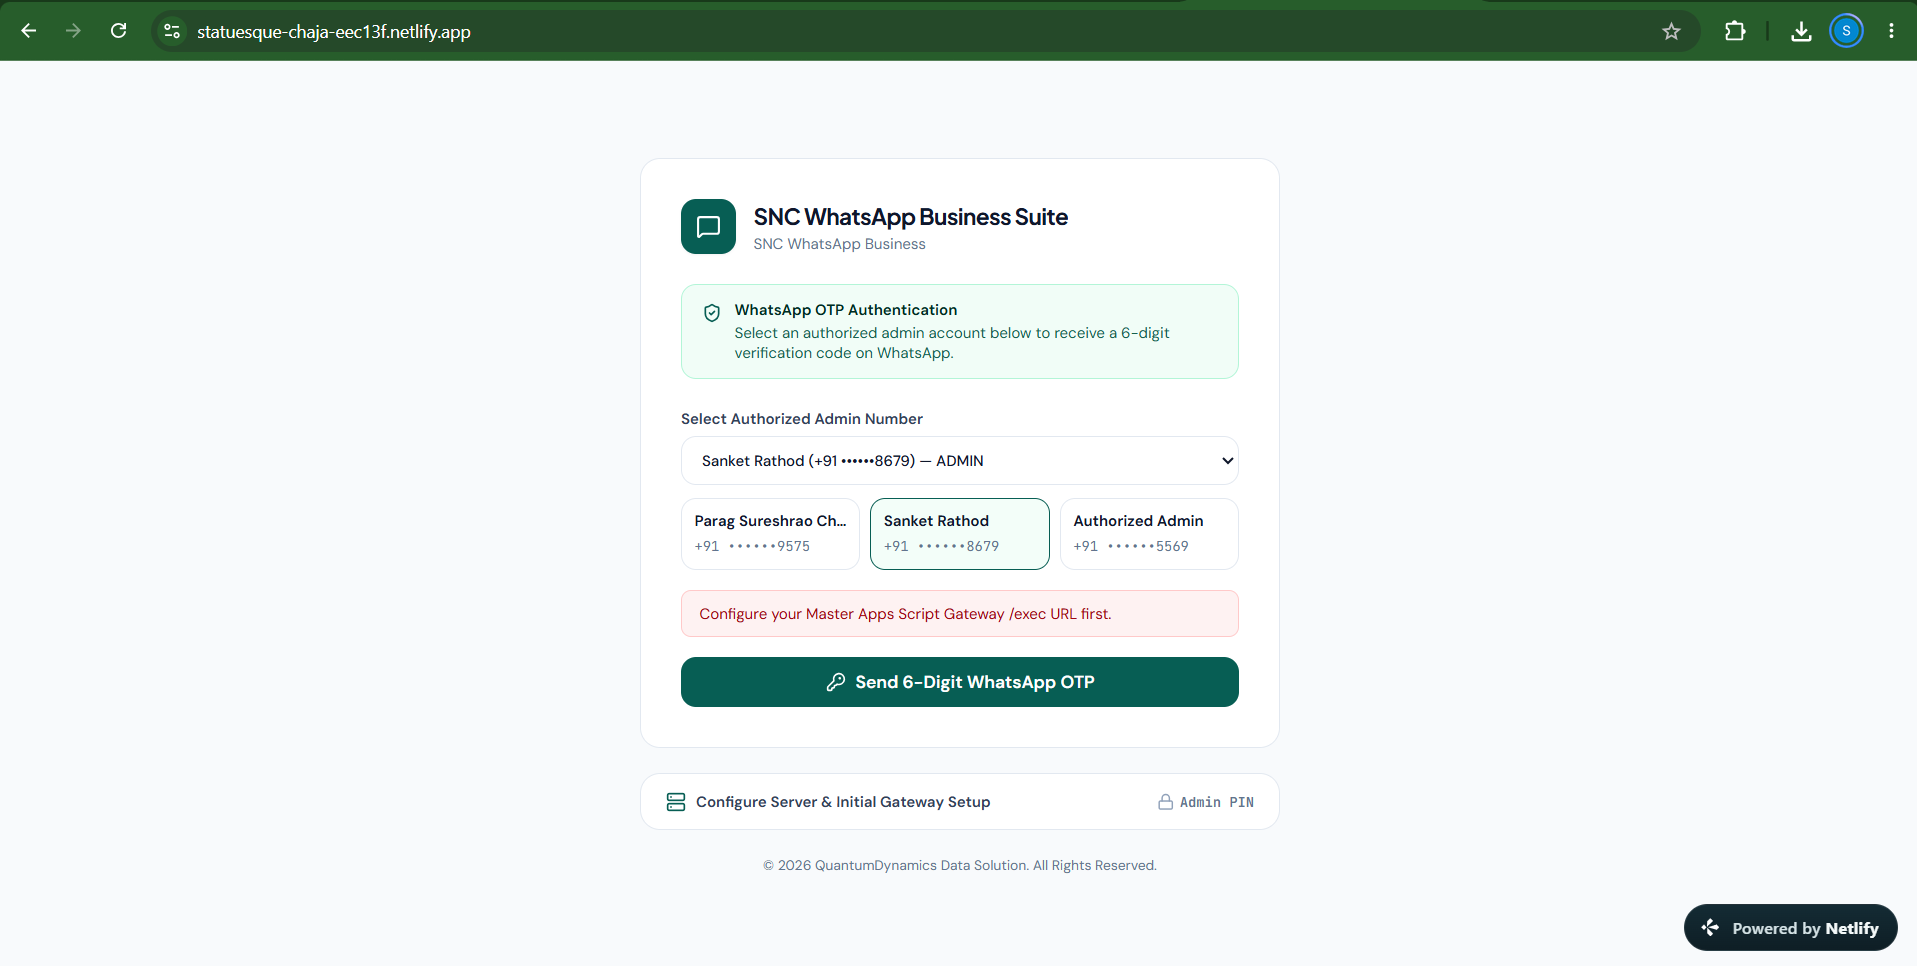 statuesque-chaja-eec13f.netlify.app
S
SNC WhatsApp Business Suite
SNC WhatsApp Business
WhatsApp OTP Authentication
Select an authorized admin account below to receive a 6-digit
verification code on WhatsApp.
Select Authorized Admin Number
Sanket Rathod (+91 ••••••8679) — ADMIN
Parag Sureshrao Ch...
+91 ••••••9575
Sanket Rathod
+91 ••••••8679
Authorized Admin
+91 ••••••5569
Configure your Master Apps Script Gateway /exec URL first.
Send 6-Digit WhatsApp OTP
Configure Server & Initial Gateway Setup
Admin PIN
© 2026 QuantumDynamics Data Solution. All Rights Reserved.
Powered by Netlify